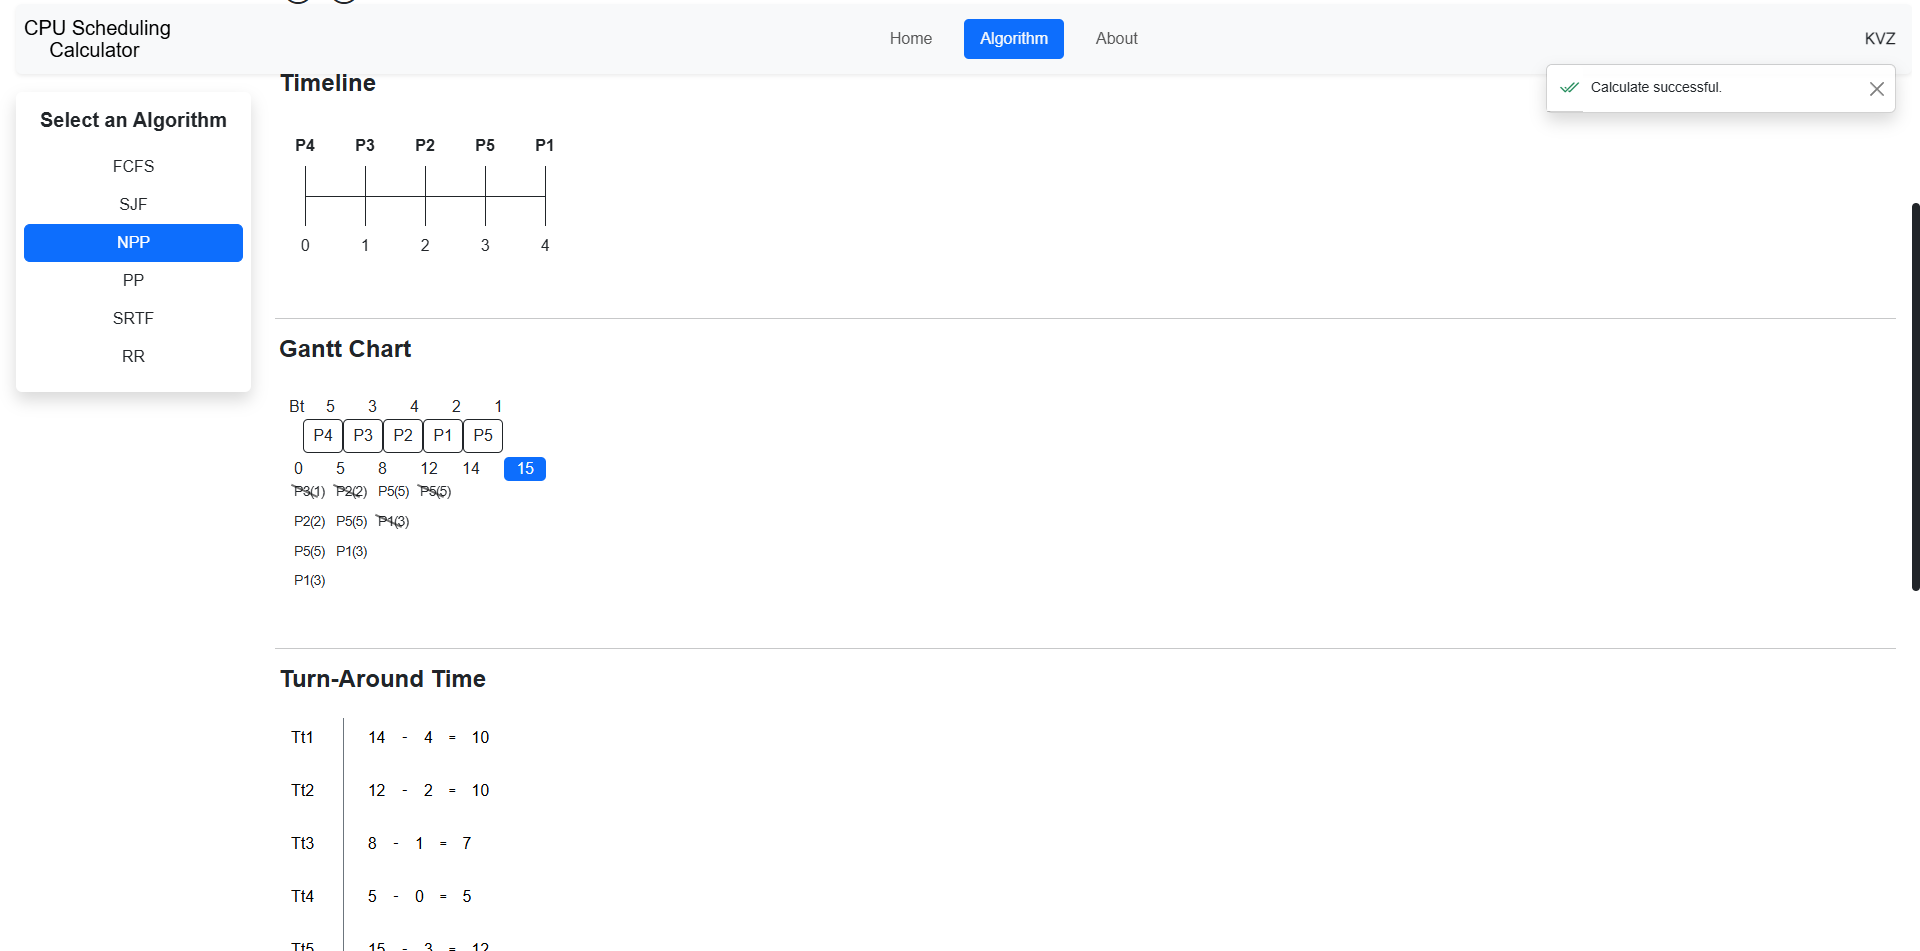 CPU Scheduling
Calculator
Home Algorithm About
KVZ
Calculate successful.
Select an Algorithm
FCFS
SJF
NPP
PP
SRTF
RR
Timeline
P4 P3 P2 P5 P1
0 1 2 3 4
Gantt Chart
Bt 5 3 4 2 1
P4 P3 P2 P1 P5
0 5 8 12 14 15
P3(1) P2(2) P5(5) P5(5)
P2(2) P5(5) P1(3)
P5(5) P1(3)
P1(3)
Turn-Around Time
Tt1 14 - 4 = 10
Tt2 12 - 2 = 10
Tt3 8 - 1 = 7
Tt4 5 - 0 = 5
Tt5 15 - 3 = 12